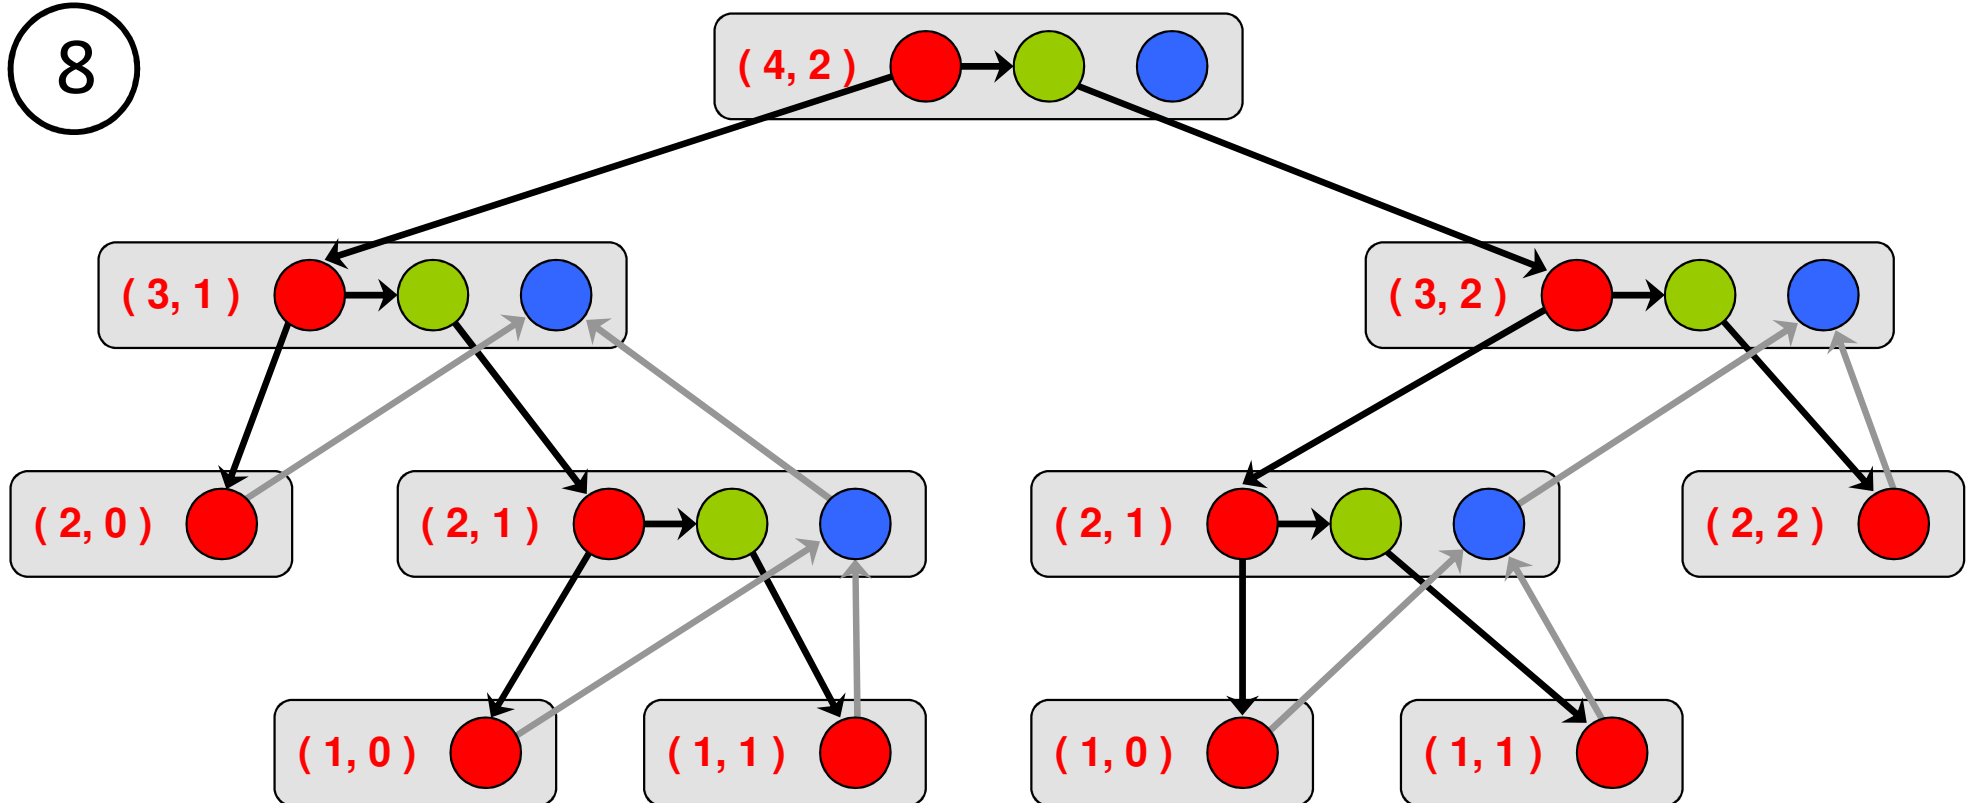 8
( 4, 2 )
( 3, 1 )
( 3, 2 )
( 2, 0 )
( 2, 1 )
( 2, 1 )
( 2, 2 )
( 1, 0 )
( 1, 1 )
( 1, 0 )
( 1, 1 )